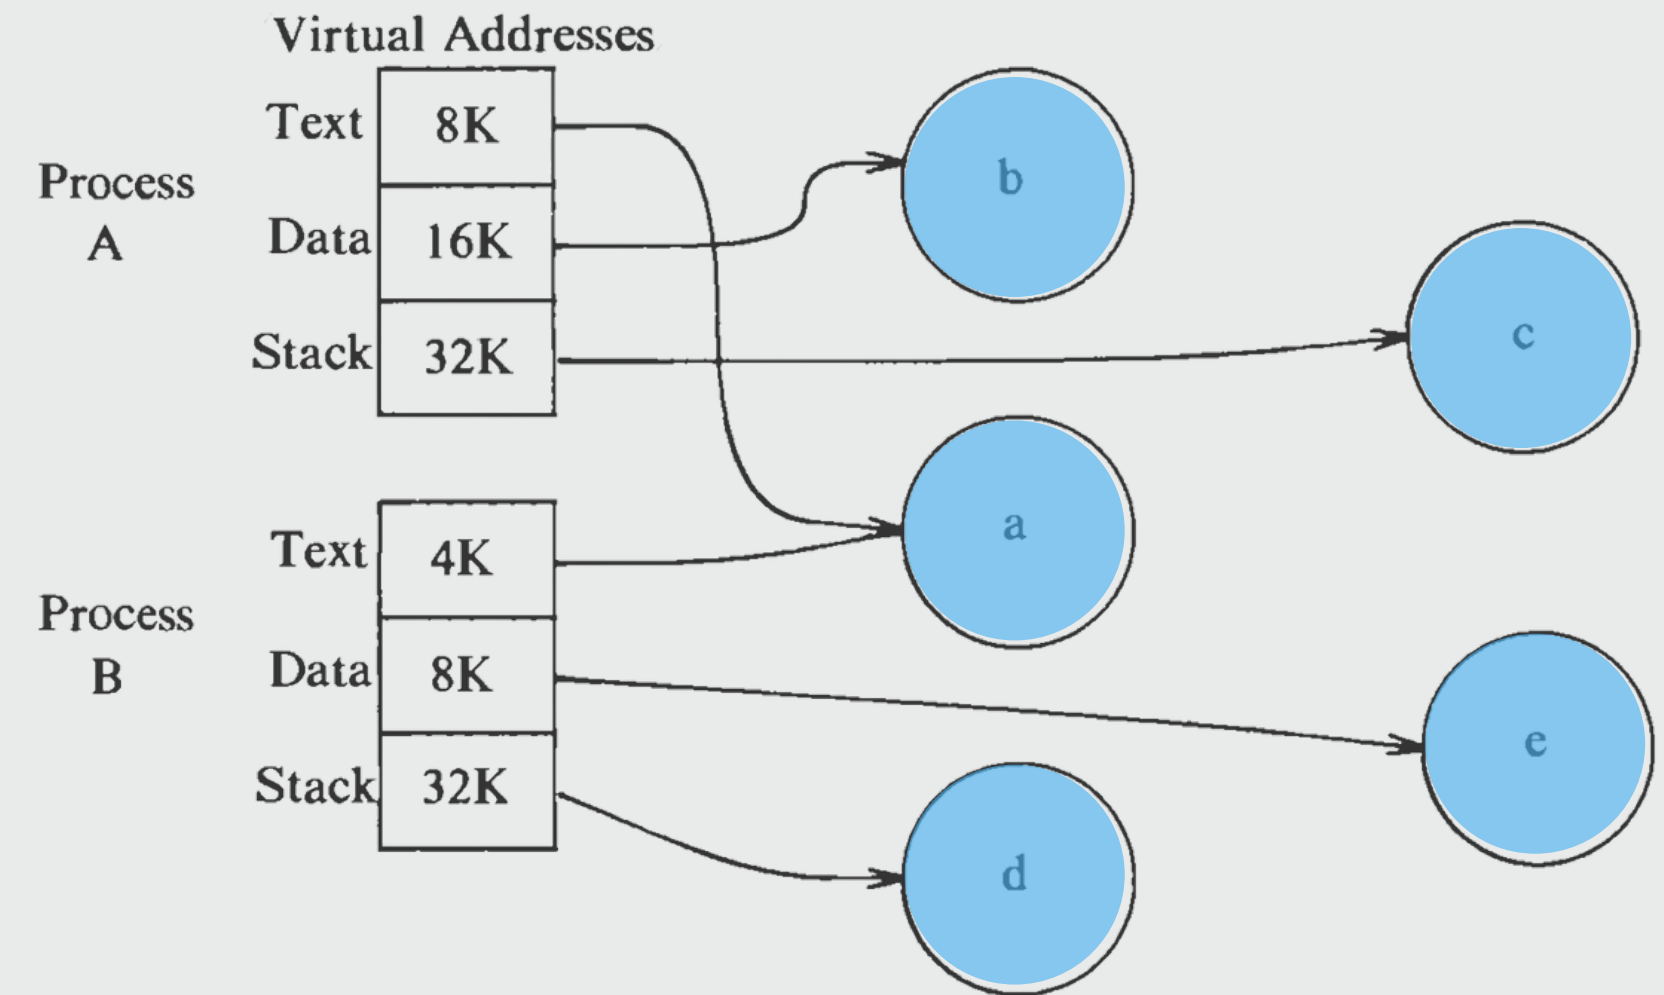 Virtual Addresses
Process
A
Text 8K
Data 16K
Stack 32K
b
c
a
Process
B
Text 4K
Data 8K
Stack 32K
e
d